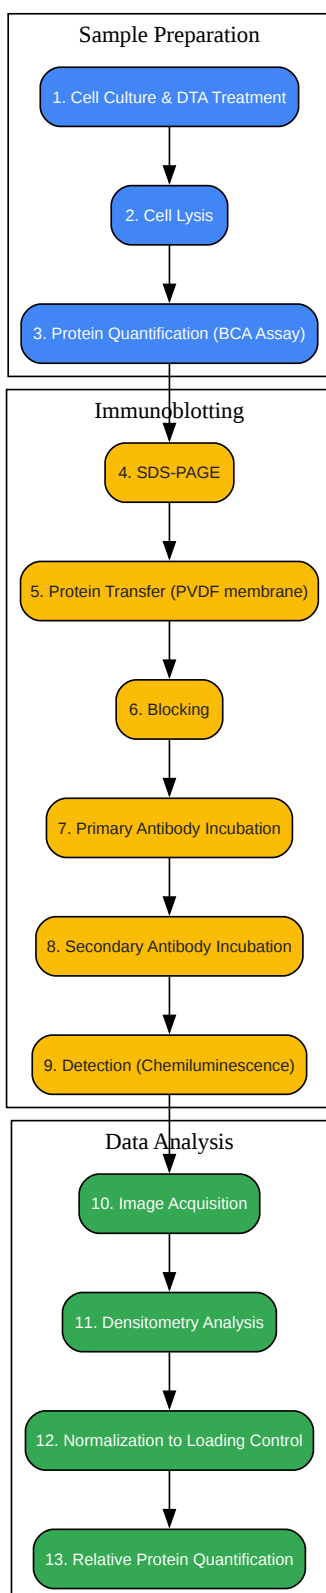 Sample Preparation
1. Cell Culture & DTA Treatment
2. Cell Lysis
3. Protein Quantification (BCA Assay)
Immunoblotting
4. SDS-PAGE
5. Protein Transfer (PVDF membrane)
6. Blocking
7. Primary Antibody Incubation
8. Secondary Antibody Incubation
9. Detection (Chemiluminescence)
Data Analysis
10. Image Acquisition
11. Densitometry Analysis
12. Normalization to Loading Control
13. Relative Protein Quantification